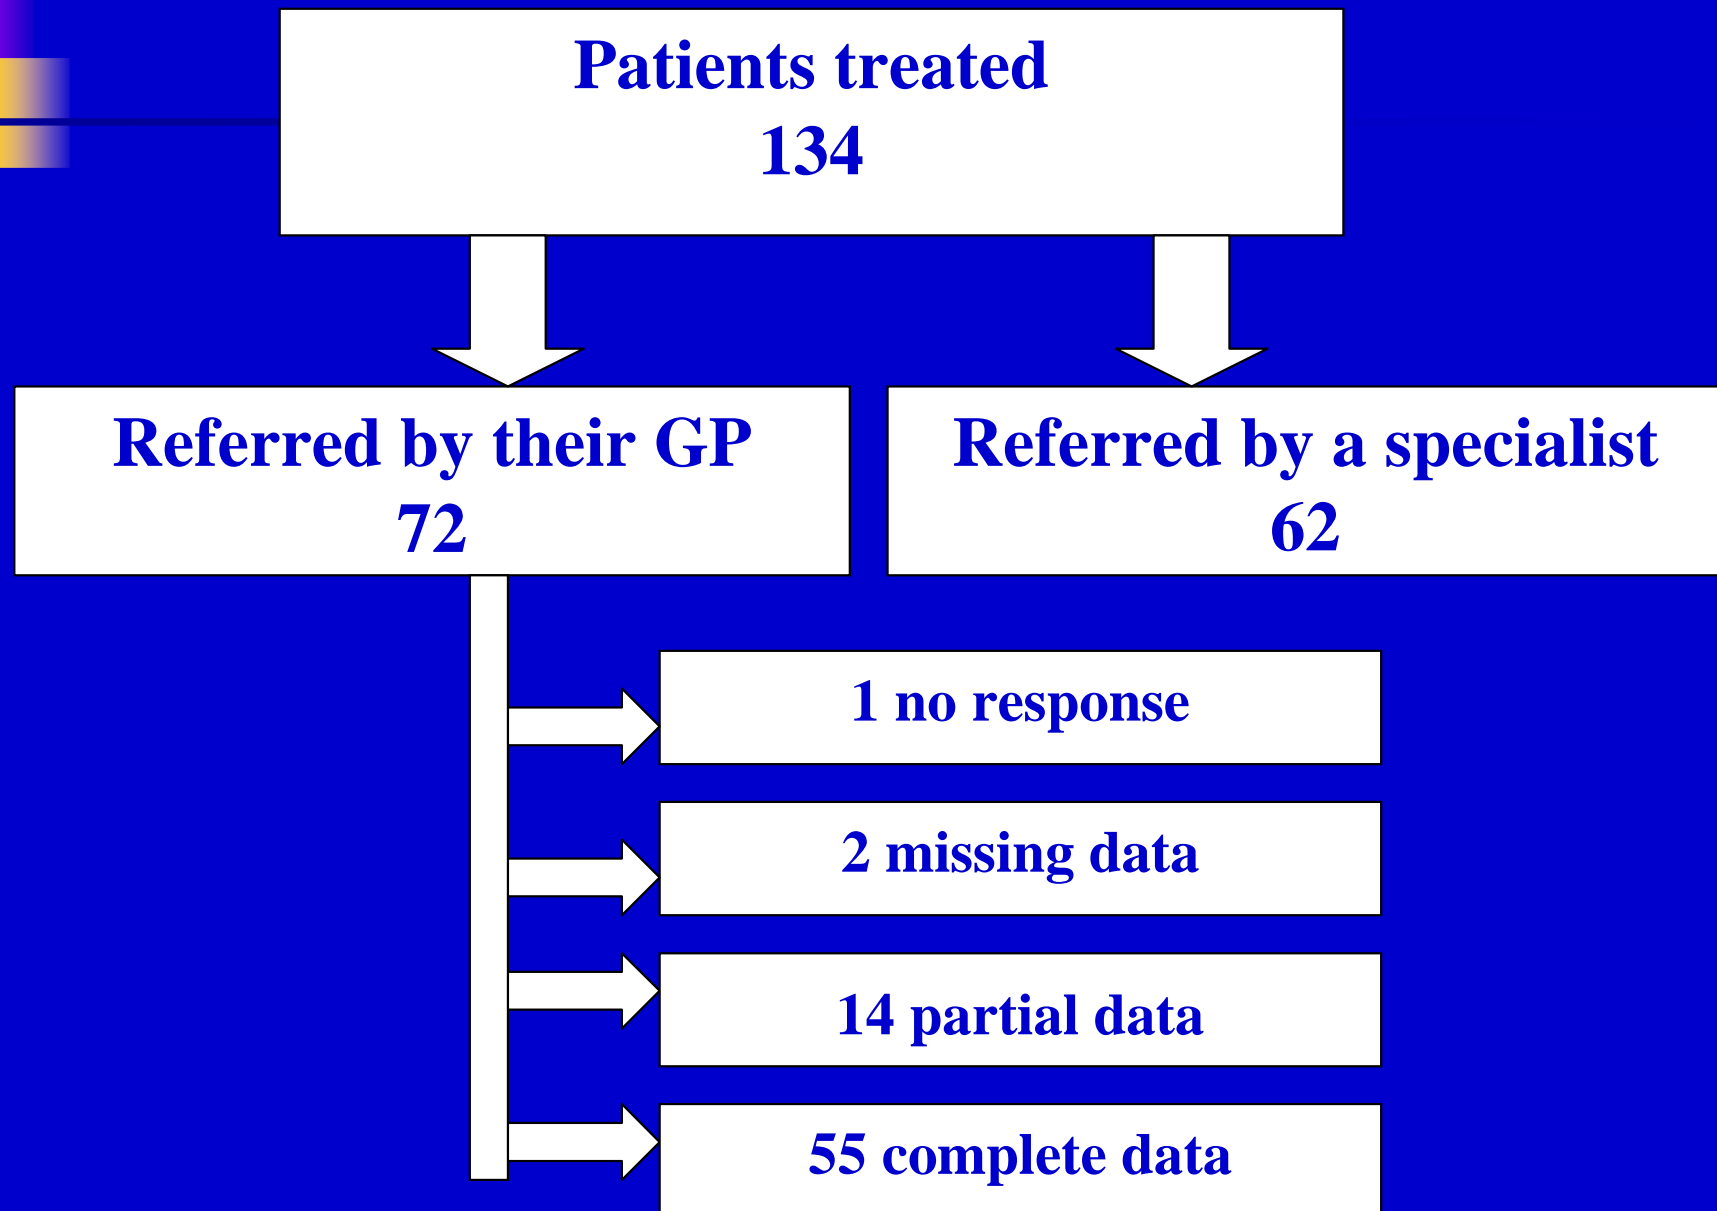 Patients treated
134
Referred by their GP
72
Referred by a specialist
62
1 no response
2 missing data
14 partial data
55 complete data